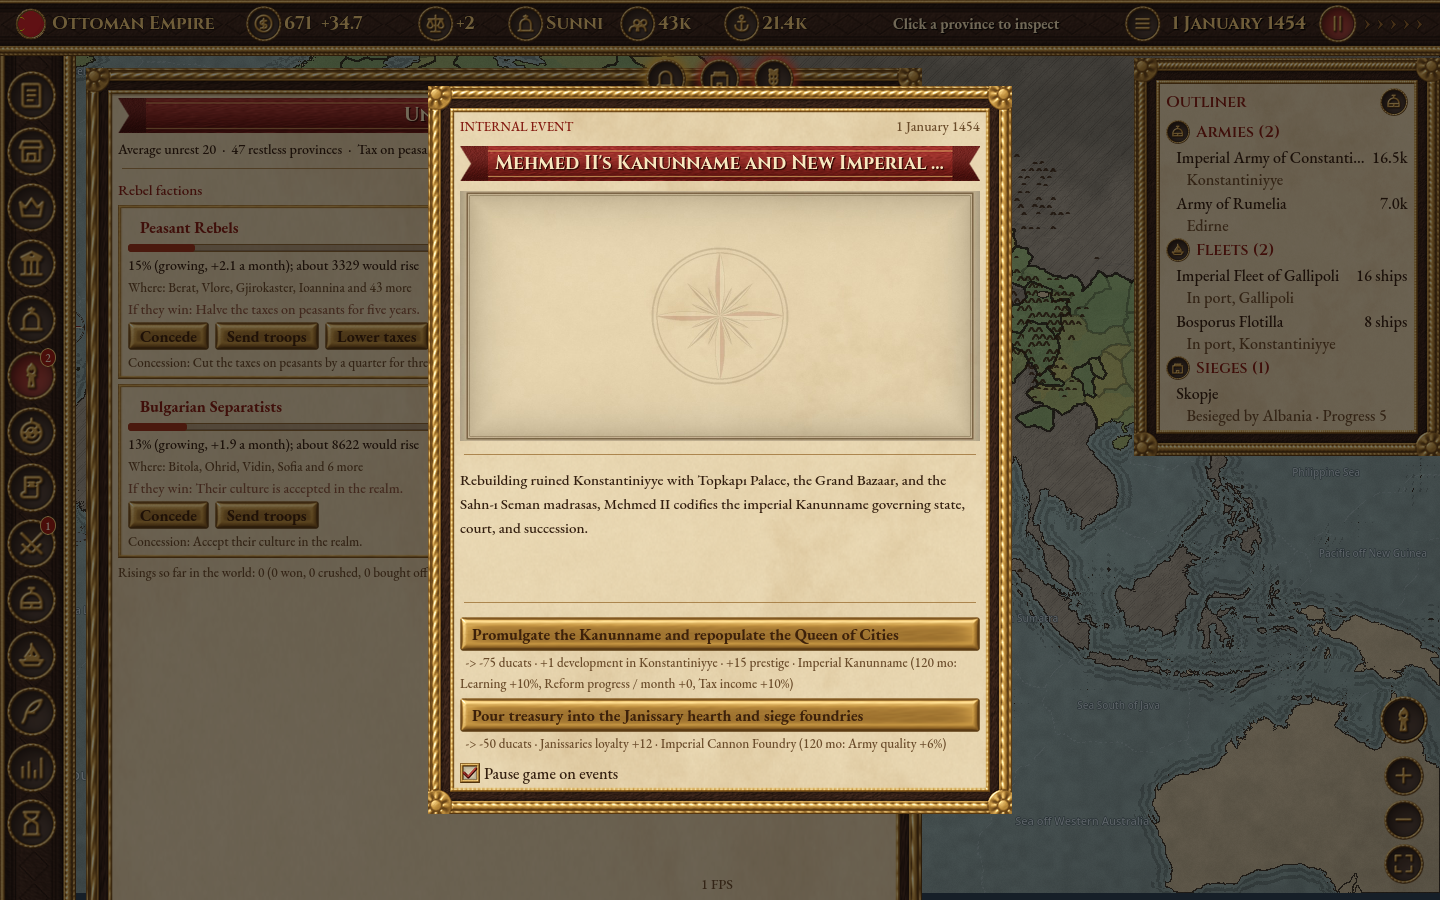 Ottoman Empire
671 +34.7
+2
Sunni
43k
21.4k
Click a province to inspect
1 January 1454
Average unrest 20 · 47 restless provinces · Tax on peasa
Rebel factions
Peasant Rebels
15% (growing, +2.1 a month); about 3329 would rise
Where: Berat, Vlore, Gjirokaster, Ioannina and 43 more
If they win: Halve the taxes on peasants for five years.
Concede
Send troops
Lower taxes
Concession: Cut the taxes on peasants by a quarter for thre
Bulgarian Separatists
13% (growing, +1.9 a month); about 8622 would rise
Where: Bitola, Ohrid, Vidin, Sofia and 6 more
If they win: Their culture is accepted in the realm.
Concede
Send troops
Concession: Accept their culture in the realm.
Risings so far in the world: 0 (0 won, 0 crushed, 0 bought off
2
1
INTERNAL EVENT
1 January 1454
Mehmed II's Kanunname and New Imperial ...
Rebuilding ruined Konstantiniyye with Topkapı Palace, the Grand Bazaar, and the
Sahn-ı Seman madrasas, Mehmed II codifies the imperial Kanunname governing state,
court, and succession.
Promulgate the Kanunname and repopulate the Queen of Cities
-> -75 ducats · +1 development in Konstantiniyye · +15 prestige · Imperial Kanunname (120 mo:
Learning +10%, Reform progress / month +0, Tax income +10%)
Pour treasury into the Janissary hearth and siege foundries
-> -50 ducats · Janissaries loyalty +12 · Imperial Cannon Foundry (120 mo: Army quality +6%)
Pause game on events
Outliner
Armies (2)
Imperial Army of Constanti... 16.5k
Konstantiniyye
Army of Rumelia 7.0k
Edirne
Fleets (2)
Imperial Fleet of Gallipoli 16 ships
In port, Gallipoli
Bosporus Flotilla 8 ships
In port, Konstantiniyye
Sieges (1)
Skopje
Besieged by Albania · Progress 5
Philippine Sea
Pacific off New Guinea
Sea south of Java
Sea off Western Australia
1 FPS